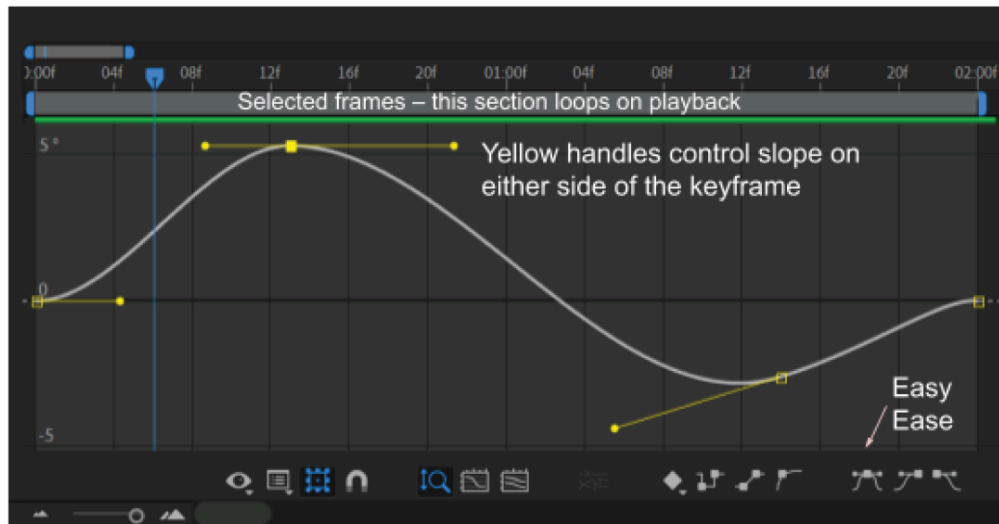 0:00f 04f 08f 12f 16f 20f 01:00f 04f 08f 12f 16f 20f 02:00f
Selected frames – this section loops on playback
5°
Yellow handles control slope on
either side of the keyframe
0
Easy
Ease
-5